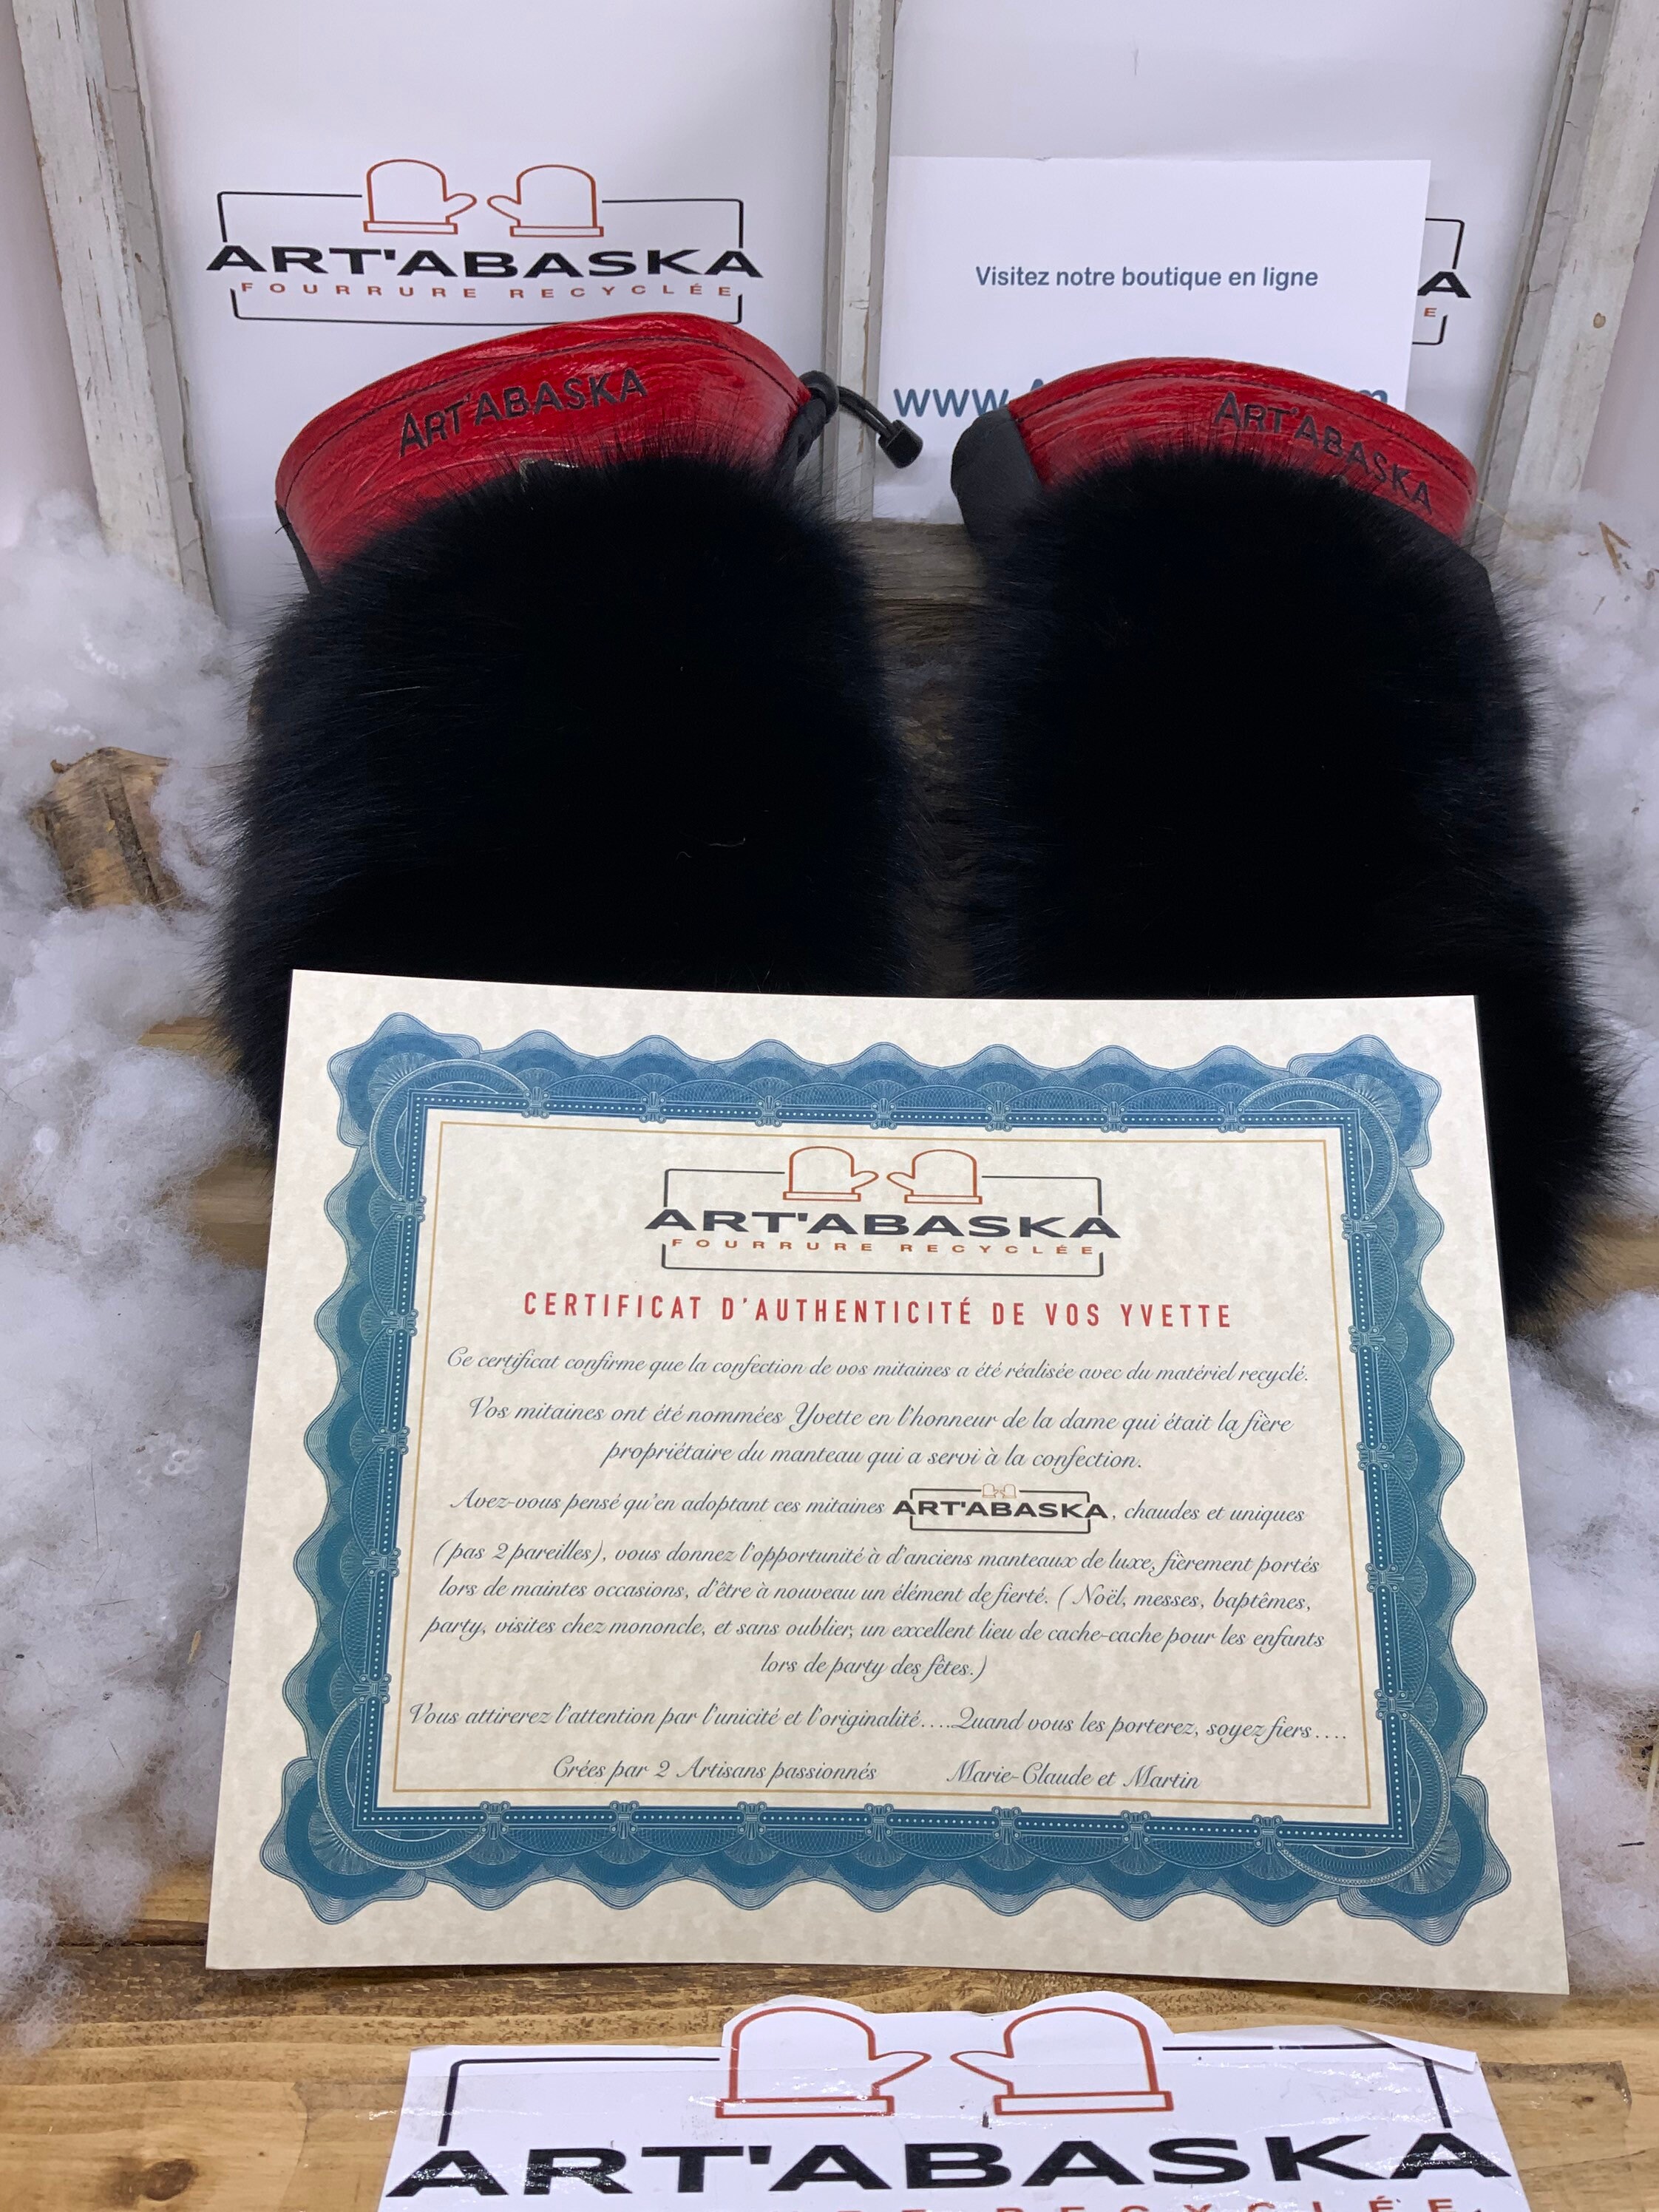 ART'ABASKA
FOURRURE RECYCLÉE
Visitez notre boutique en ligne
www.
A
E
ART'ABASKA
ART'ABASKA
ART'ABASKA
FOURRURE RECYCLÉE
CERTIFICAT D'AUTHENTICITÉ DE VOS YVETTE
Ce certificat confirme que la confection de vos mitaines a été réalisée avec du matériel recyclé.
Vos mitaines ont été nommées Yvette en l'honneur de la dame qui était la fière
propriétaire du manteau qui a servi à la confection.
Avez-vous pensé qu'en adoptant ces mitaines ART'ABASKA, chaudes et uniques
(pas 2 pareilles), vous donnez l'opportunité à d'anciens manteaux de luxe, fièrement portés
lors de maintes occasions, d'être à nouveau un élément de fierté. ( Noël, messes, baptêmes,
party, visites chez mononcle, et sans oublier, un excellent lieu de cache-cache pour les enfants
lors de party des fêtes.)
Vous attirerez l'attention par l'unicité et l'originalité....Quand vous les porterez, soyez fiers....
Crées par 2 Artisans passionnés Marie-Claude et Martin
ART'ABASKA
RECYCLÉE